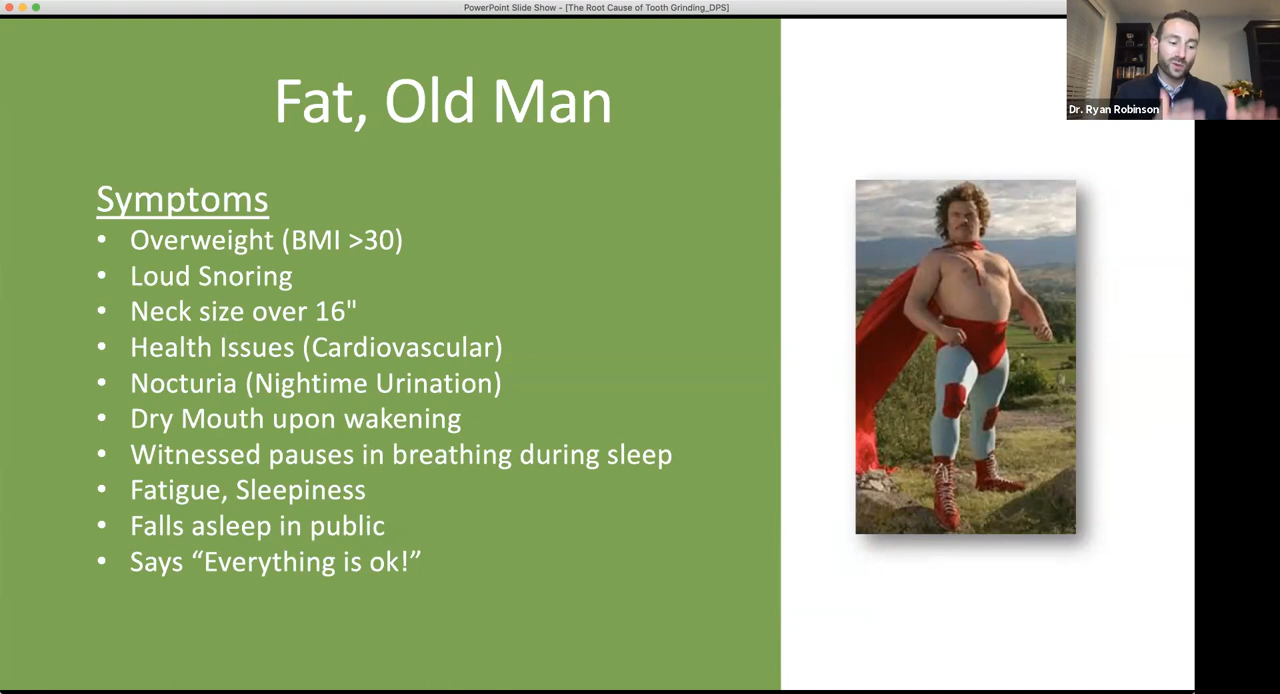 PowerPoint Slide Show - [The Root Cause of Tooth Grinding_DPS]
Dr. Ryan Robinson
Fat, Old Man
Symptoms
• Overweight (BMI >30)
• Loud Snoring
• Neck size over 16"
• Health Issues (Cardiovascular)
• Nocturia (Nightime Urination)
• Dry Mouth upon wakening
• Witnessed pauses in breathing during sleep
• Fatigue, Sleepiness
• Falls asleep in public
• Says “Everything is ok!”